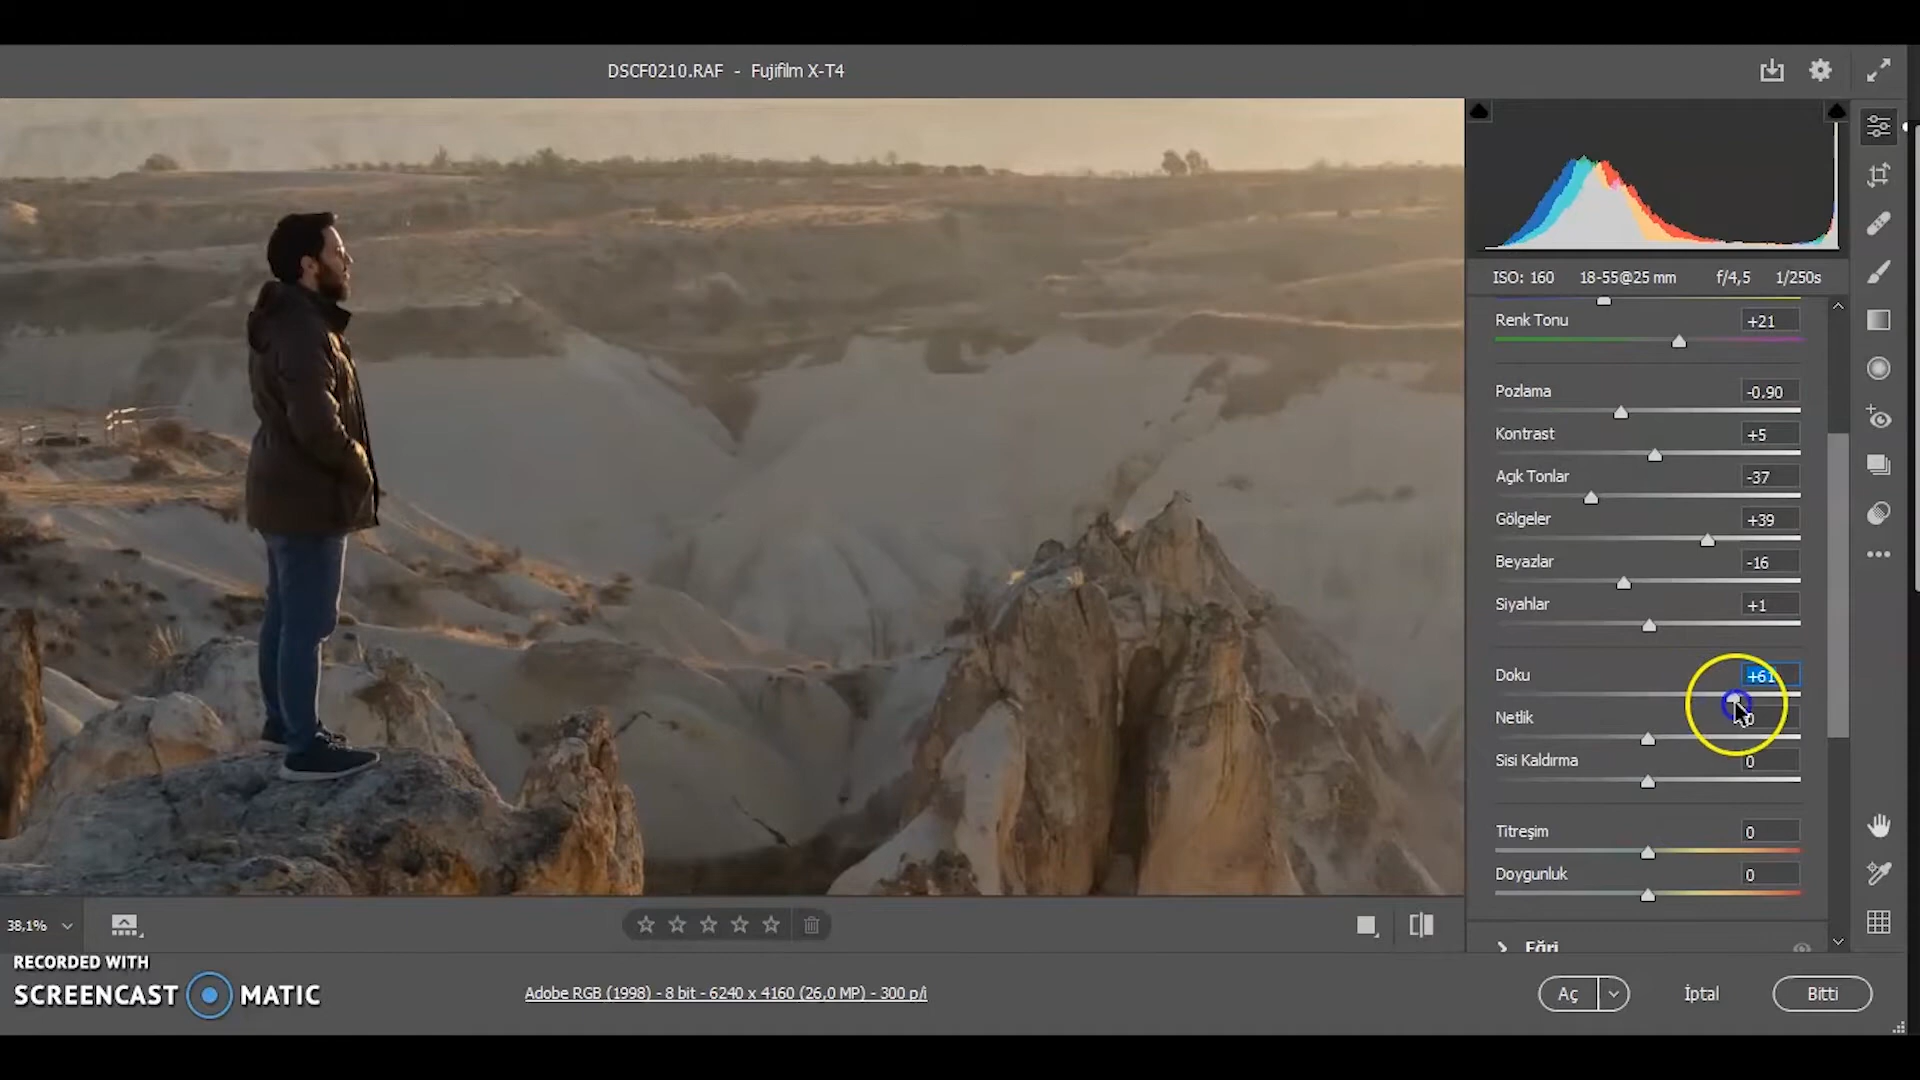 DSCF0210.RAF - Fujifilm X-T4
ISO: 160 18-55@25 mm f/4,5 1/250s
Renk Tonu +21
Pozlama -0.90
Kontrast +5
Açık Tonlar -37
Gölgeler +39
Beyazlar -16
Siyahlar +1
Doku +61
Netlik 0
Sisi Kaldırma 0
Titreşim 0
Doygunluk 0
Eğri
38,1%
RECORDED WITH
SCREENCAST MATIC
Adobe RGB (1998) - 8 bit - 6240 x 4160 (26,0 MP) - 300 p/i
Aç İptal Bitti